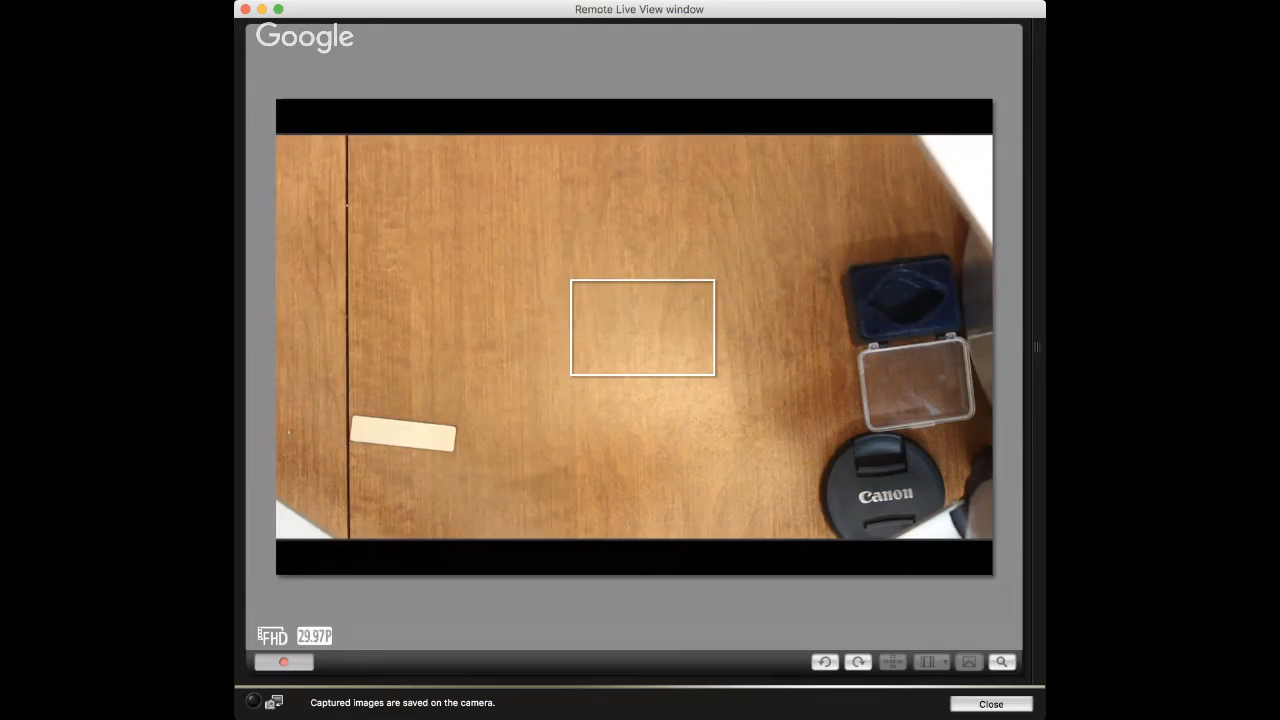 Remote Live View window
Google
Canon
FHD 29.97P
Captured images are saved on the camera.
Close